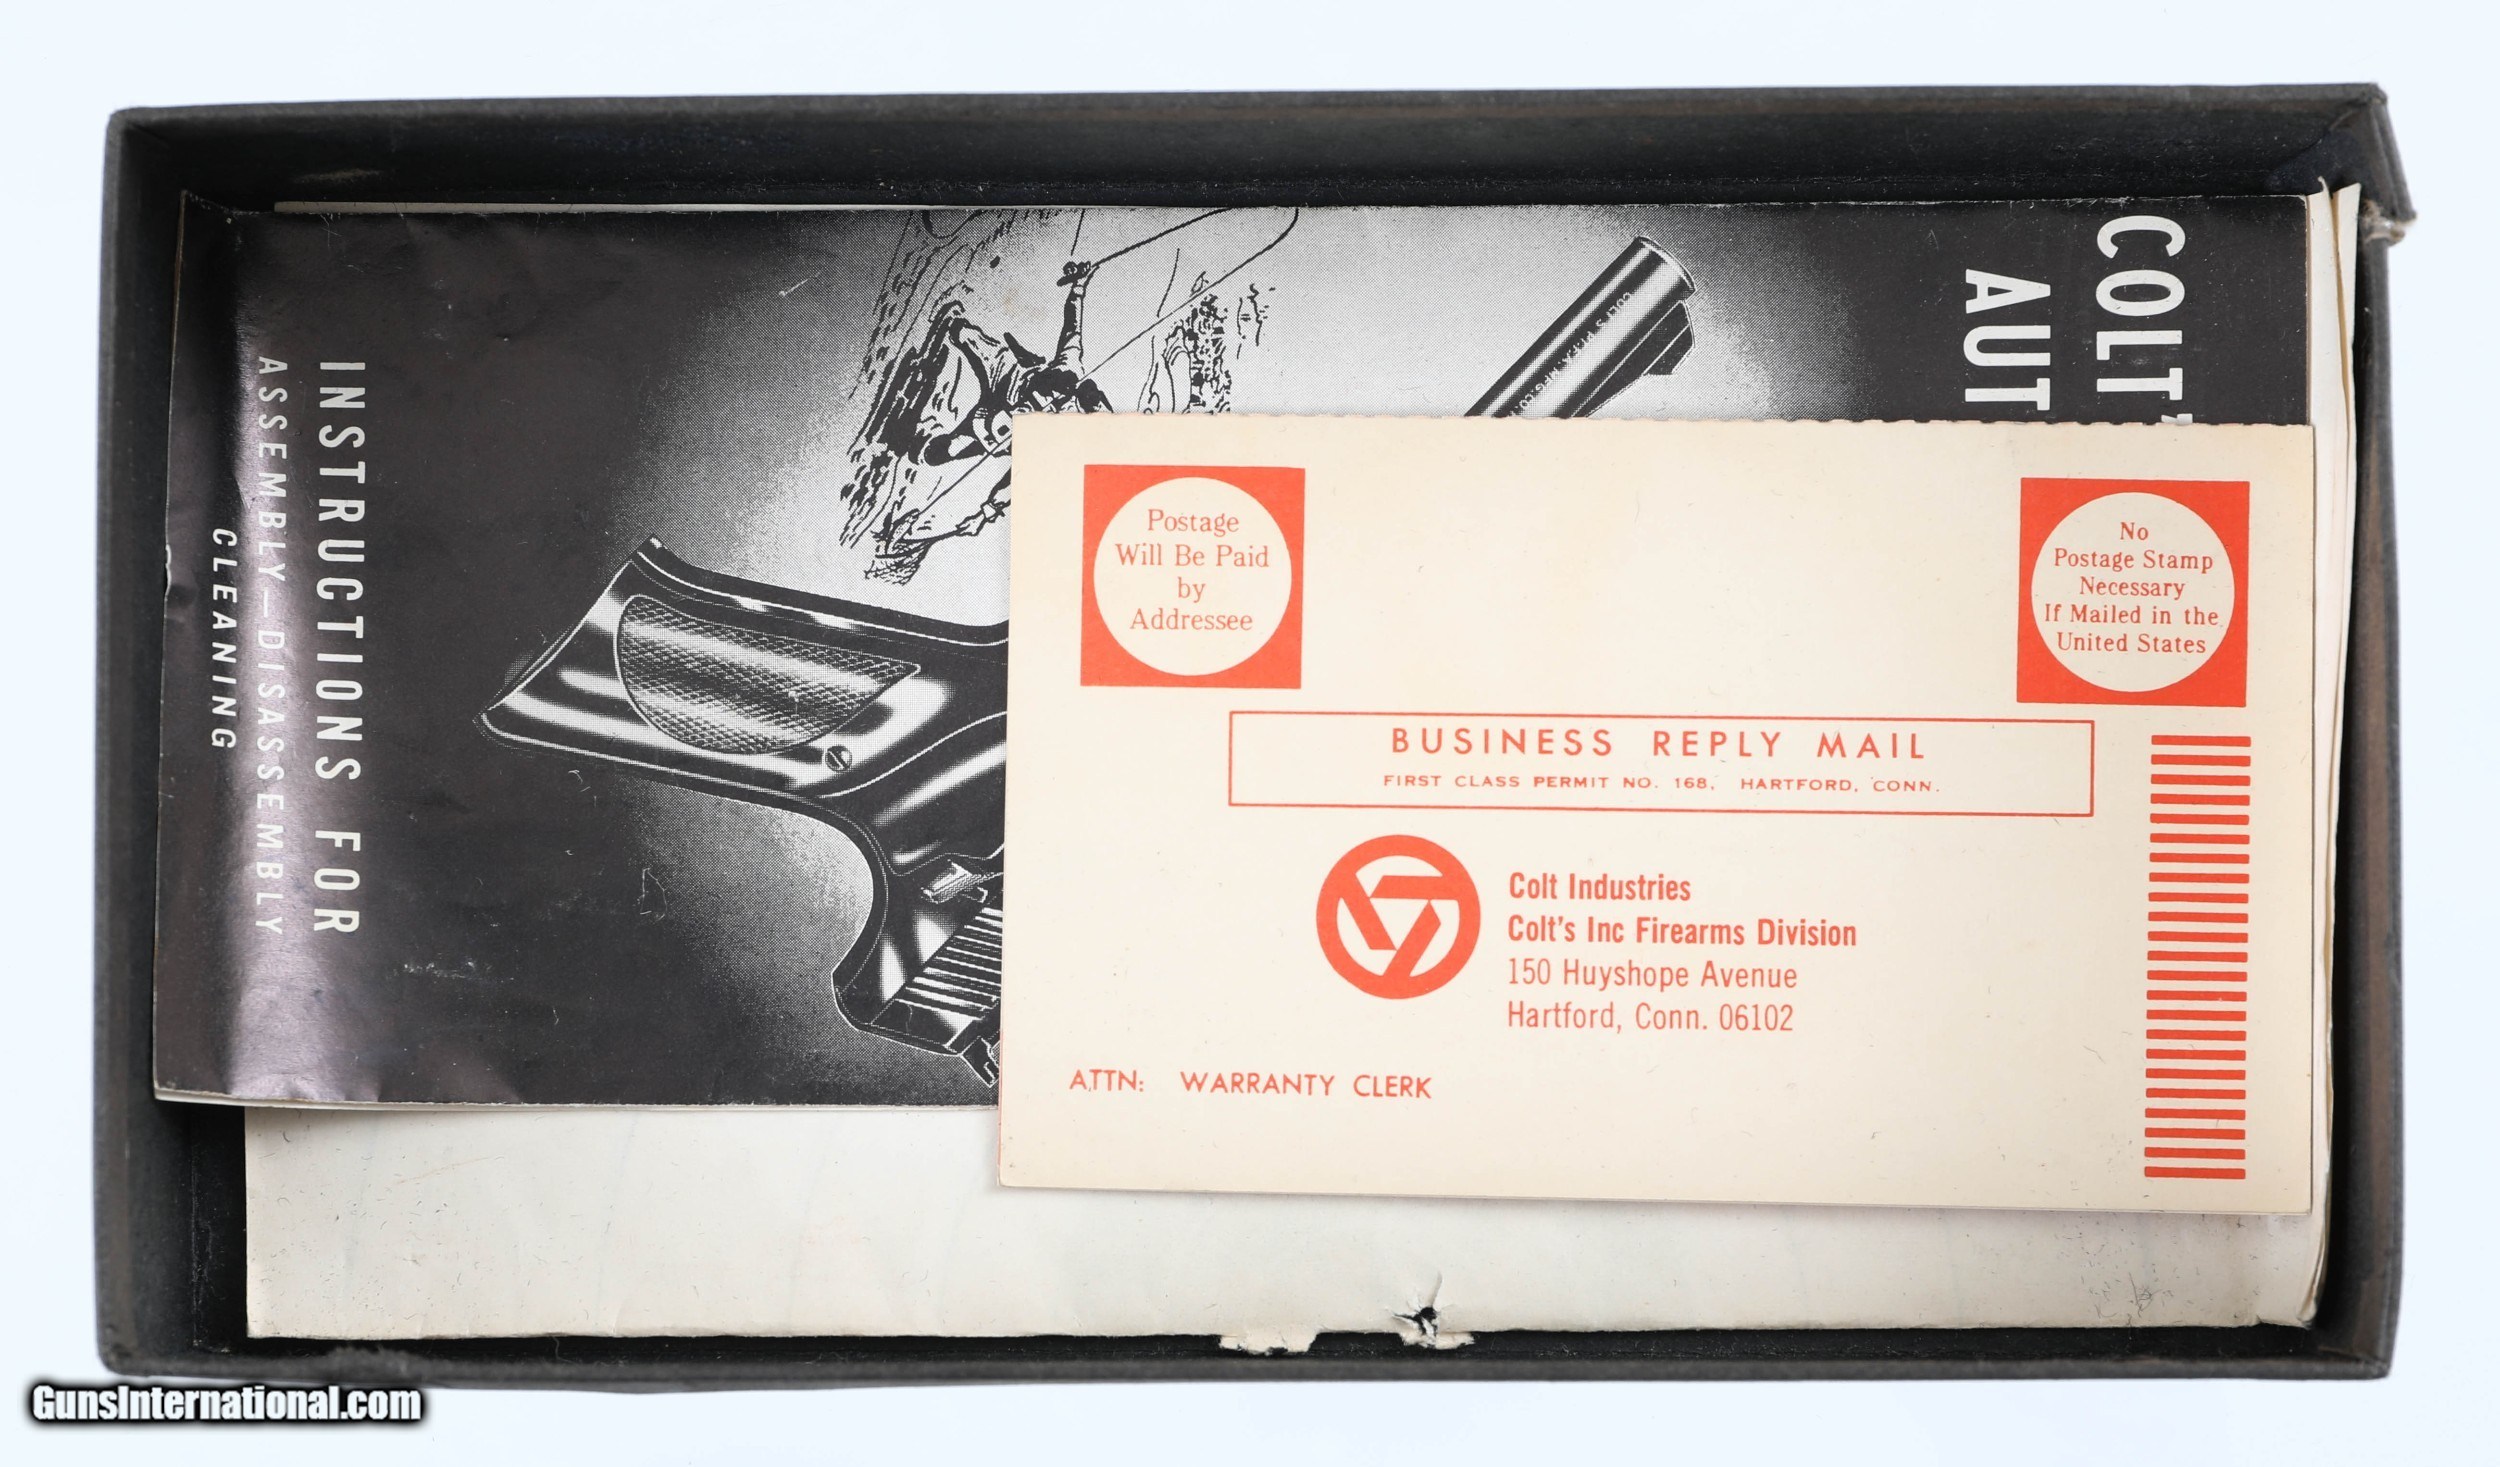 COLT'
AUT
INSTRUCTIONS FOR
ASSEMBLY—DISASSEMBLY
CLEANING
Postage
Will Be Paid
by
Addressee
No
Postage Stamp
Necessary
If Mailed in the
United States
BUSINESS REPLY MAIL
FIRST CLASS PERMIT NO. 168, HARTFORD, CONN.
Colt Industries
Colt's Inc Firearms Division
150 Huyshope Avenue
Hartford, Conn. 06102
ATTN: WARRANTY CLERK
GunsInternational.com